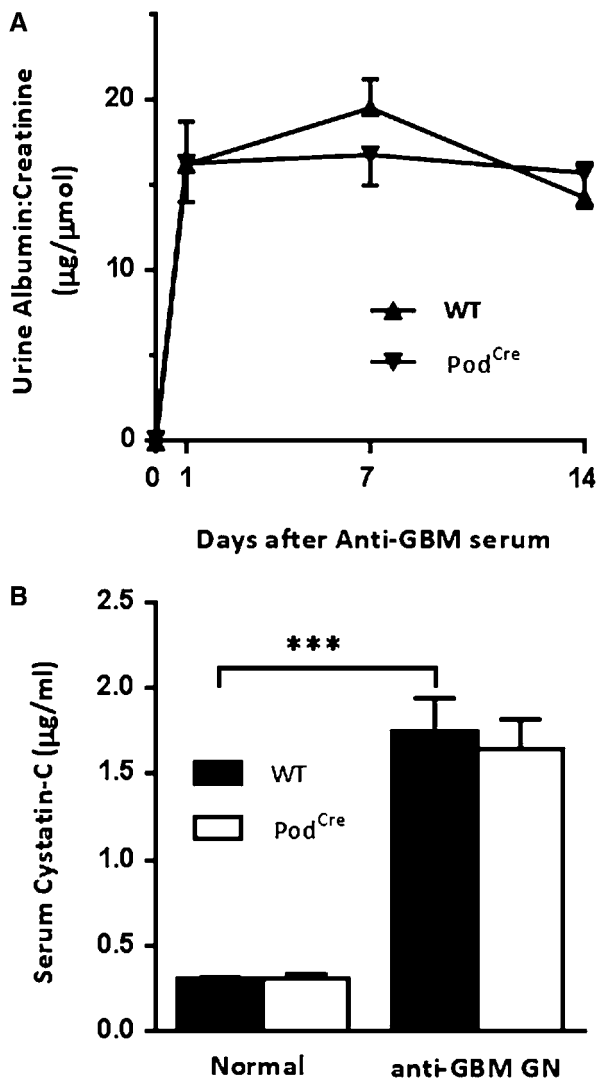 A
Urine Albumin:Creatinine
(µg/µmol)
20
10
0
WT
PodCre
0 1 7 14
Days after Anti-GBM serum
B
Serum Cystatin-C (µg/ml)
2.5
2.0
1.5
1.0
0.5
0.0
***
WT
PodCre
Normal anti-GBM GN